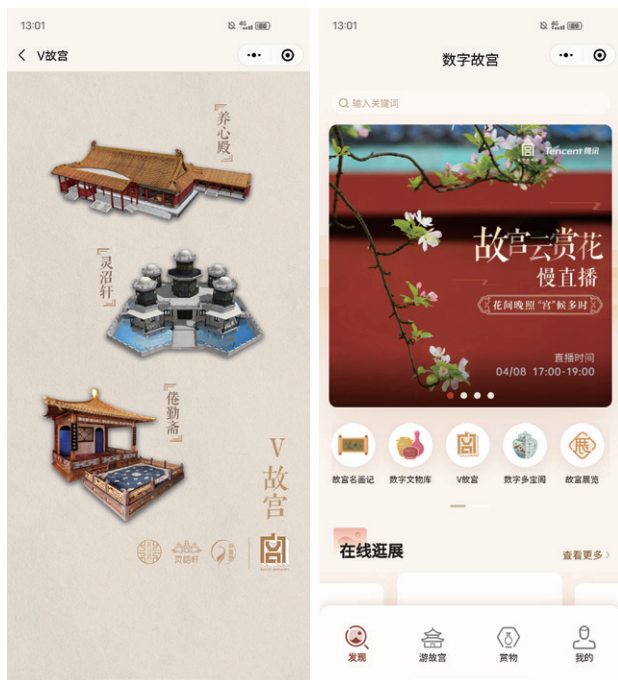 13:01
V故宫
养心殿
灵沼轩
倦勤斋
V故宫
灵沼轩
13:01
数字故宫
输入关键词
Tencent 腾讯
故宫云赏花
慢直播
花间晚照“宫”候多时
直播时间
04/08 17:00-19:00
故宫名画记
数字文物库
V故宫
数字多宝阁
故宫展览
在线逛展
查看更多
发现
游故宫
赏物
我的